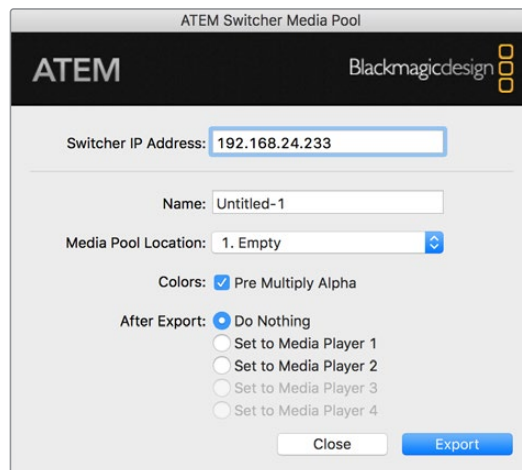 ATEM Switcher Media Pool
ATEM
Blackmagicdesign
Switcher IP Address: 192.168.24.233
Name: Untitled-1
Media Pool Location: 1. Empty
Colors: Pre Multiply Alpha
After Export: Do Nothing
Set to Media Player 1
Set to Media Player 2
Set to Media Player 3
Set to Media Player 4
Close Export